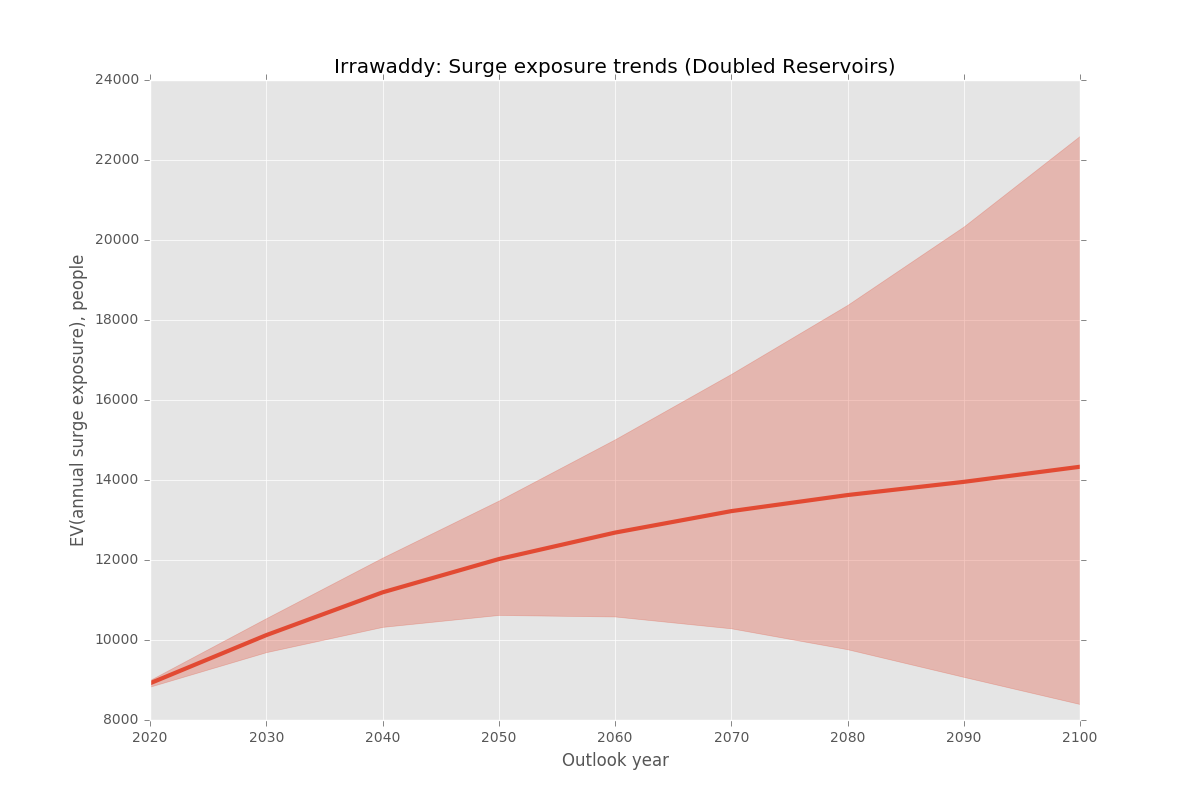 Irrawaddy: Surge exposure trends (Doubled Reservoirs)
24000
22000
20000
18000
16000
14000
12000
10000
8000
EV(annual surge exposure), people
2020 2030 2040 2050 2060 2070 2080 2090 2100
Outlook year